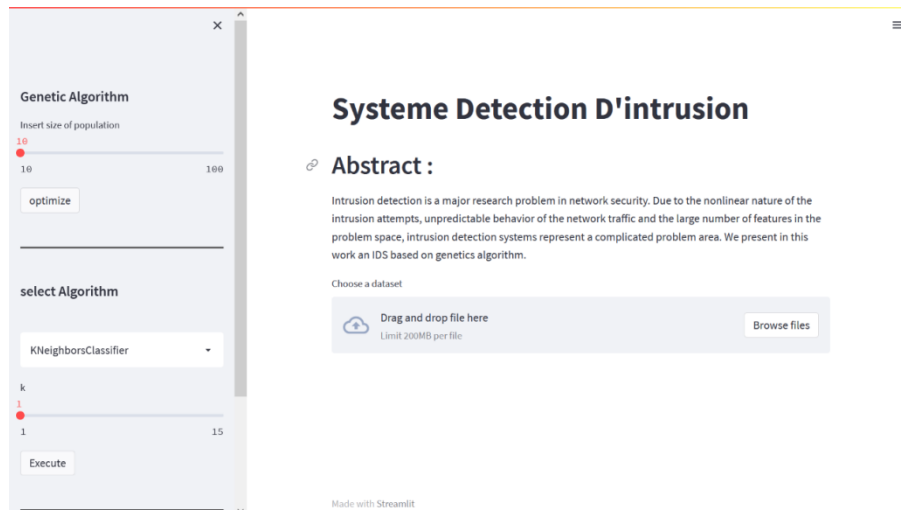 Genetic Algorithm
Insert size of population
10
10 100
optimize
select Algorithm
KNeighborsClassifier
k
1
1 15
Execute
Systeme Detection D'intrusion
Abstract :
Intrusion detection is a major research problem in network security. Due to the nonlinear nature of the
intrusion attempts, unpredictable behavior of the network traffic and the large number of features in the
problem space, intrusion detection systems represent a complicated problem area. We present in this
work an IDS based on genetics algorithm.
Choose a dataset
Drag and drop file here
Limit 200MB per file
Browse files
Made with Streamlit